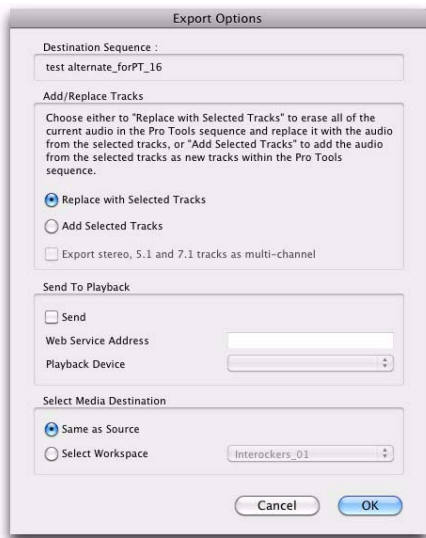 Export Options
Destination Sequence :
test alternate_forPT_16
Add/Replace Tracks
Choose either to "Replace with Selected Tracks" to erase all of the
current audio in the Pro Tools sequence and replace it with the audio
from the selected tracks, or "Add Selected Tracks" to add the audio
from the selected tracks as new tracks within the Pro Tools
sequence.
Replace with Selected Tracks
Add Selected Tracks
Export stereo, 5.1 and 7.1 tracks as multi-channel
Send To Playback
Send
Web Service Address
Playback Device
Select Media Destination
Same as Source
Select Workspace Interockers_01
Cancel OK